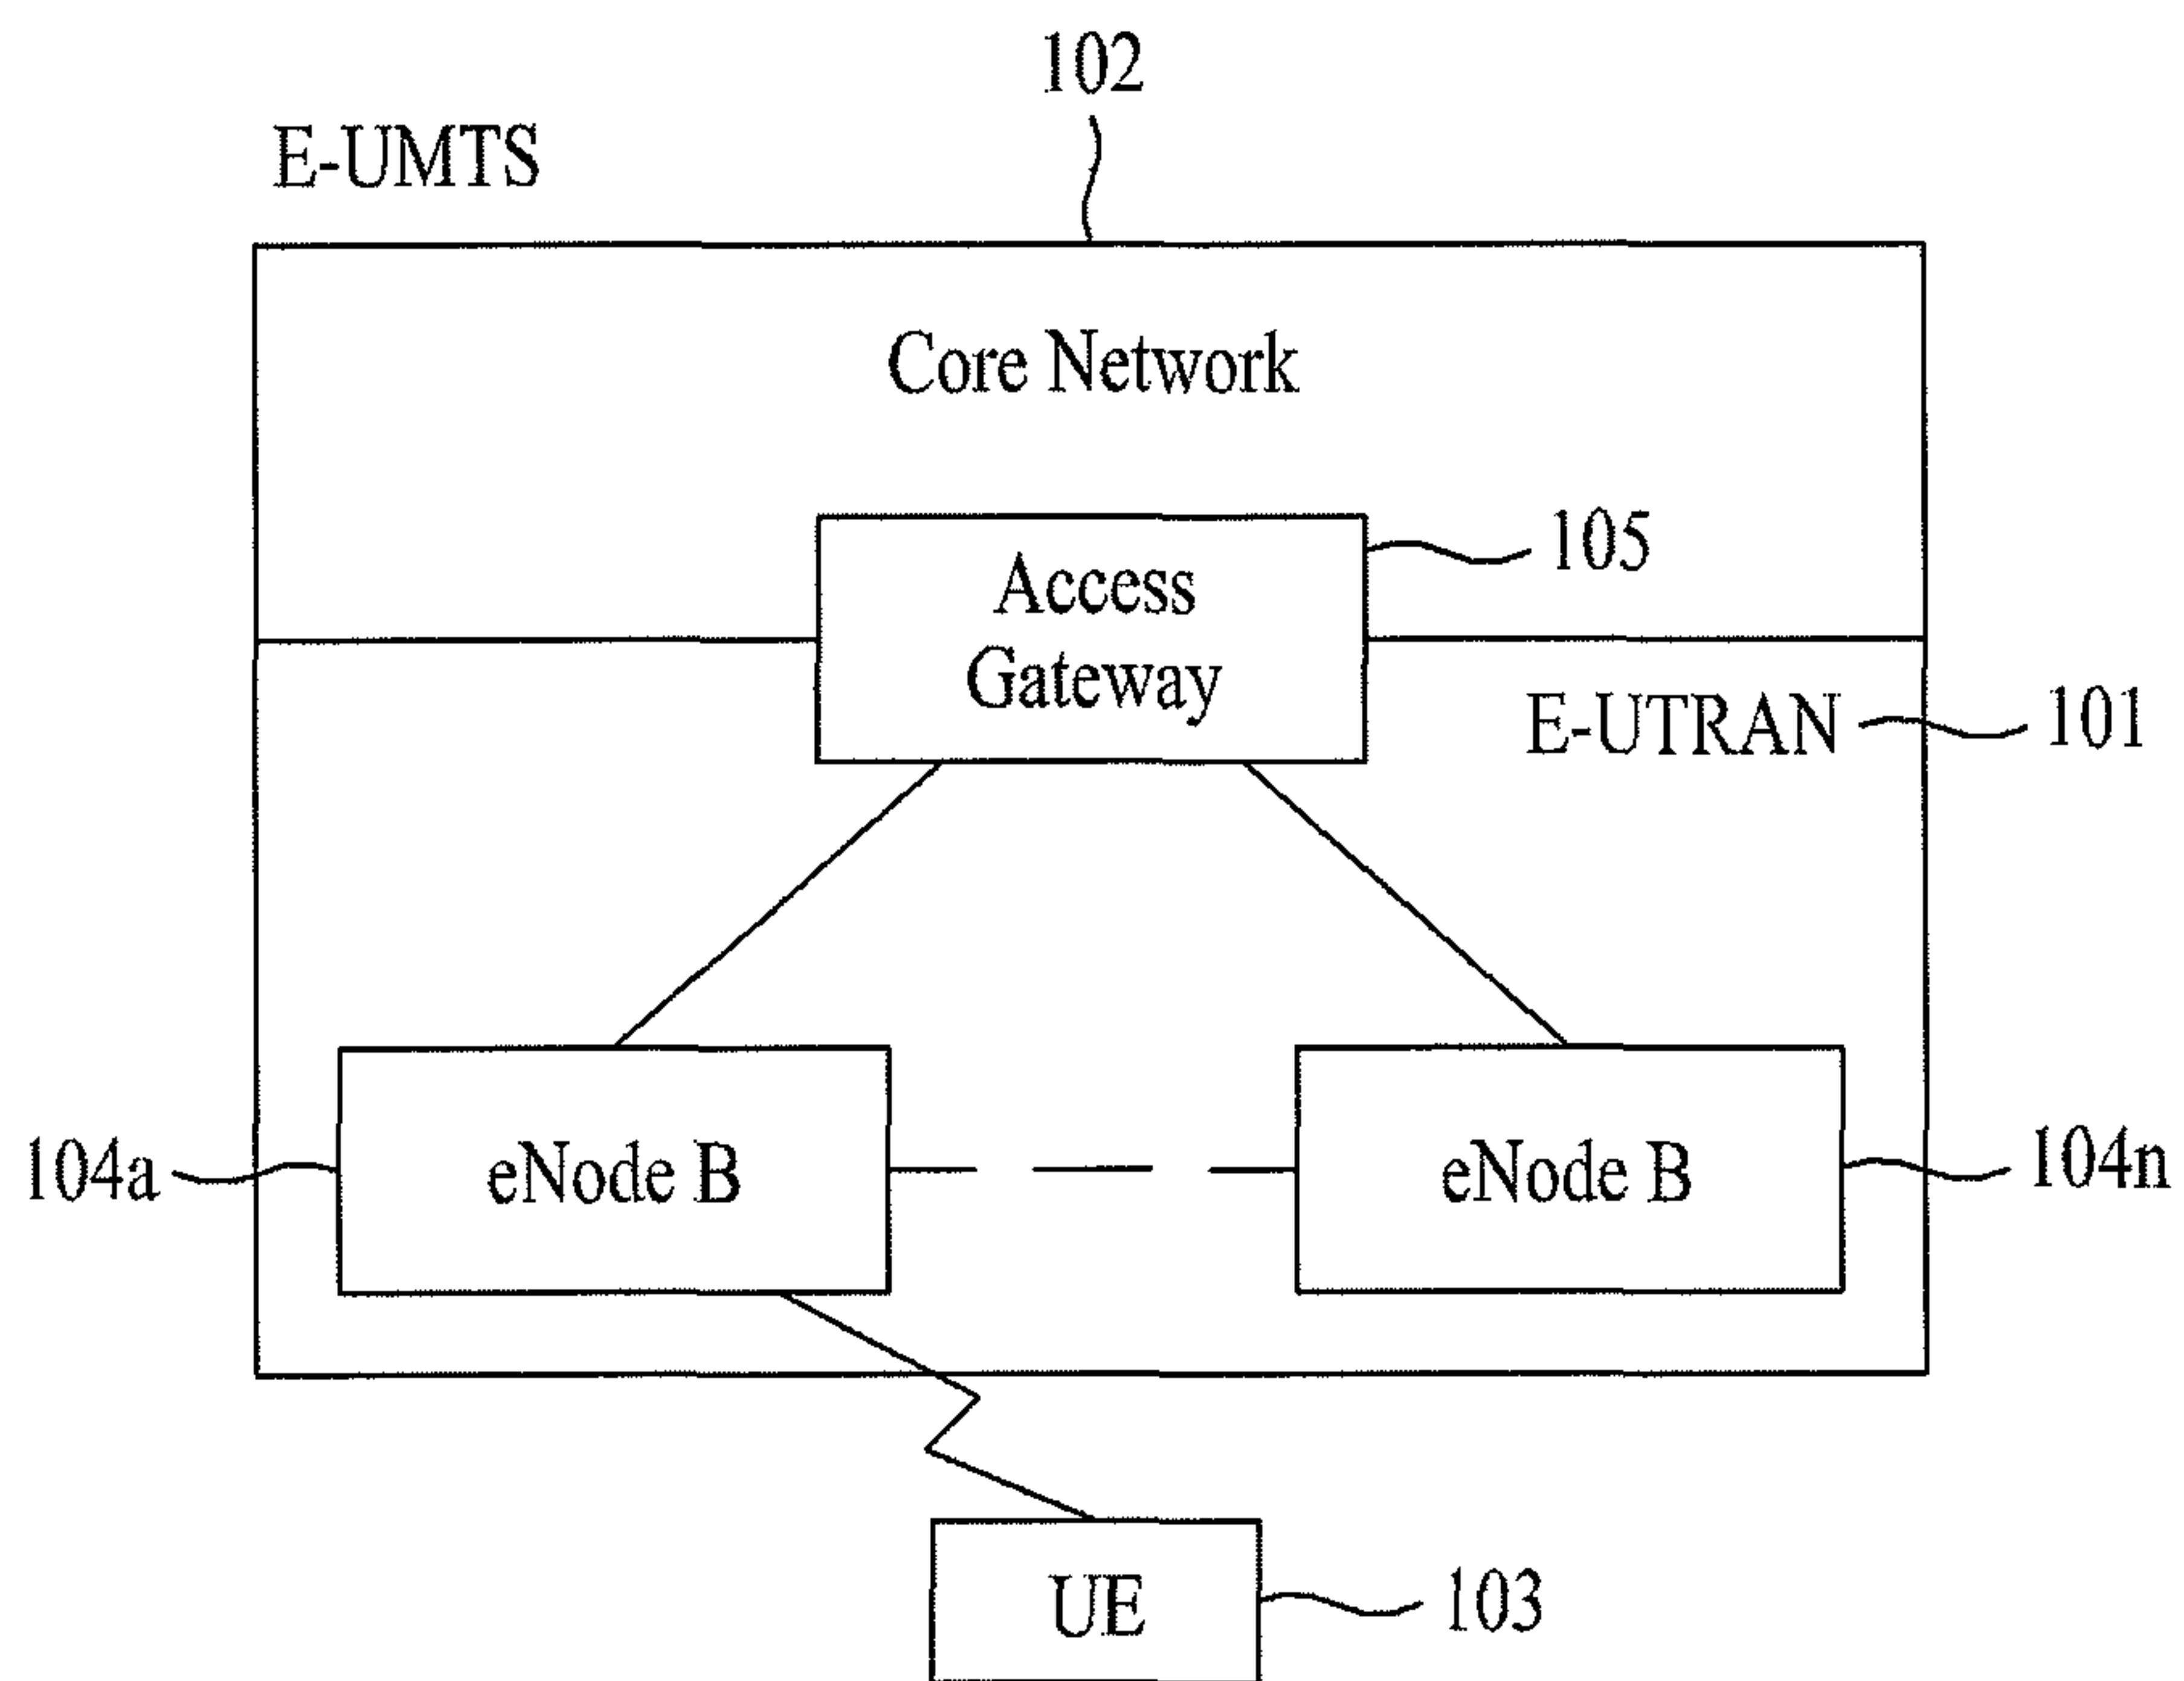 102
E-UMTS
Core Network
Access
Gateway
105
E-UTRAN
101
104a
eNode B
eNode B
104n
UE
103